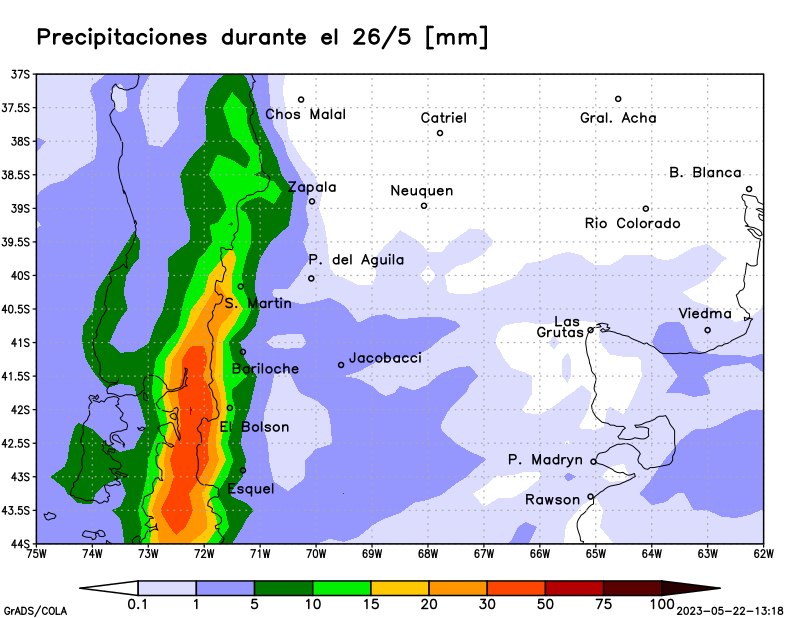 Precipitaciones durante el 26/5 [mm]
37S
37.5S
38S
38.5S
39S
39.5S
40S
40.5S
41S
41.5S
42S
42.5S
43S
43.5S
44S
Chos Malal
Catriel
Gral. Acha
B. Blanca
Zapala
Neuquen
Rio Colorado
P. del Aguila
S. Martin
Viedma
Las
Grutas
Jacobacci
Bariloche
El Bolson
P. Madryn
Esquel
Rawson
75W 74W 73W 72W 71W 70W 69W 68W 67W 66W 65W 64W 63W 62W
0.1 1 5 10 15 20 30 50 75 100
GrADS/COLA
2023-05-22-13:18